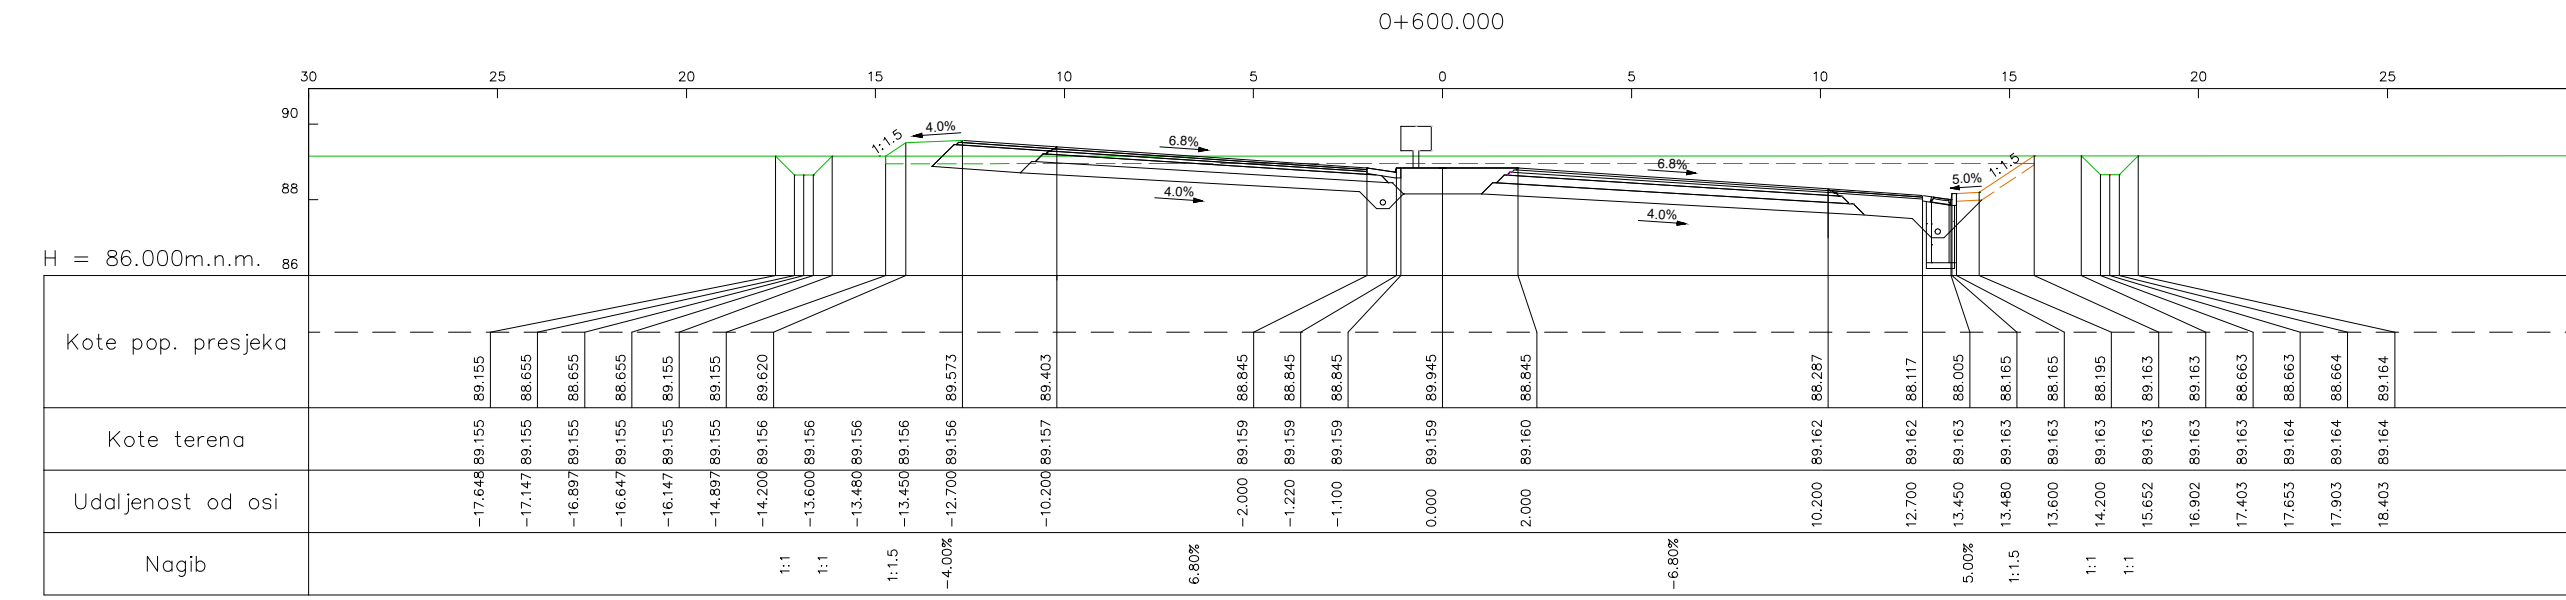 0+600.000
30 25 20 15 10 5 0 5 10 15 20 25
90
88
86
1:1.5 4.0% 6.8% 6.8% 5.0% 1:1.5
4.0% 4.0%
H = 86.000m.n.m.
Kote pop. presjeka 89.155 88.655 88.655 88.655 89.155 89.155 89.620 89.573 89.403 88.845 88.845 88.845 89.945 88.845 88.287 88.117 88.005 88.165 88.165 88.195 89.163 89.163 88.663 88.663 88.664 89.164
Kote terena 89.155 89.155 89.155 89.155 89.155 89.156 89.156 89.156 89.156 89.156 89.156 89.157 89.159 89.159 89.159 89.159 89.160 89.162 89.162 89.163 89.163 89.163 89.163 89.163 89.163 89.163 89.164 89.164 89.164
Udaljenost od osi -17.648 -17.147 -16.897 -16.647 -16.147 -14.897 -14.200 -13.600 -13.480 -13.450 -12.700 -10.200 -2.000 -1.220 -1.100 0.000 2.000 10.200 12.700 13.450 13.480 13.600 14.200 15.652 16.902 17.403 17.653 17.903 18.403
Nagib 1:1 1:1 1:1.5 -4.00% 6.80% -6.80% 5.00% 1:1.5 1:1 1:1